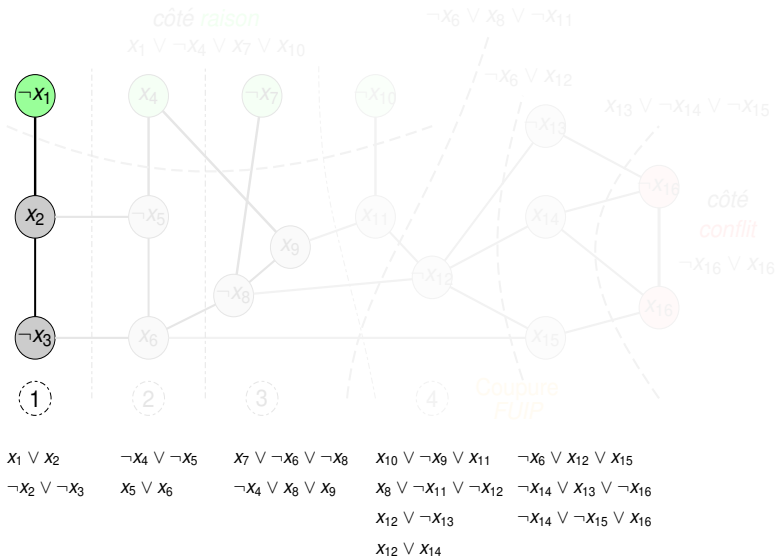 côté raison
x₁ ∨ ¬x₄ ∨ x₇ ∨ x₁₀
¬x₆ ∨ x₈ ∨ ¬x₁₁
¬x₆ ∨ x₁₂
x₁₃ ∨ ¬x₁₄ ∨ ¬x₁₅
¬x₁
x₄
¬x₇
¬x₁₀
¬x₁₃
¬x₁₆
x₂
¬x₅
x₉
x₁₁
x₁₄
côté
conflit
¬x₁₆ ∨ x₁₆
¬x₈
¬x₁₂
x₁₆
¬x₃
x₆
x₁₅
1 2 3 4
Coupure
FUIP
x₁ ∨ x₂ ¬x₄ ∨ ¬x₅ x₇ ∨ ¬x₆ ∨ ¬x₈ x₁₀ ∨ ¬x₉ ∨ x₁₁ ¬x₆ ∨ x₁₂ ∨ x₁₅
¬x₂ ∨ ¬x₃ x₅ ∨ x₆ ¬x₄ ∨ x₈ ∨ x₉ x₈ ∨ ¬x₁₁ ∨ ¬x₁₂ ¬x₁₄ ∨ x₁₃ ∨ ¬x₁₆
x₁₂ ∨ ¬x₁₃ ¬x₁₄ ∨ ¬x₁₅ ∨ x₁₆
x₁₂ ∨ x₁₄